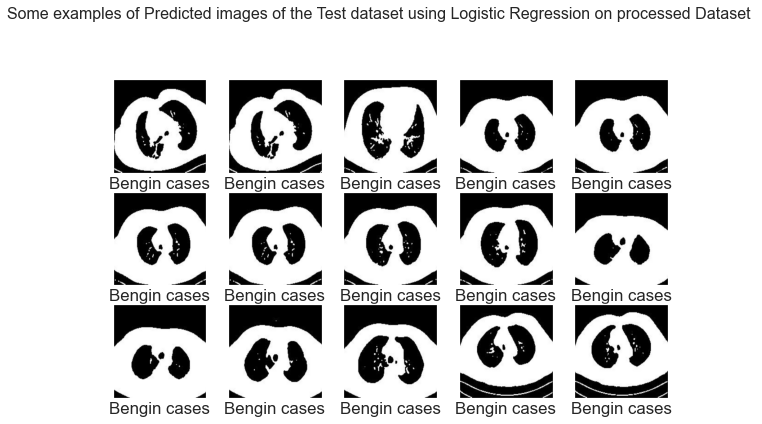 Some examples of Predicted images of the Test dataset using Logistic Regression on processed Dataset
Bengin cases Bengin cases Bengin cases Bengin cases Bengin cases
Bengin cases Bengin cases Bengin cases Bengin cases Bengin cases
Bengin cases Bengin cases Bengin cases Bengin cases Bengin cases